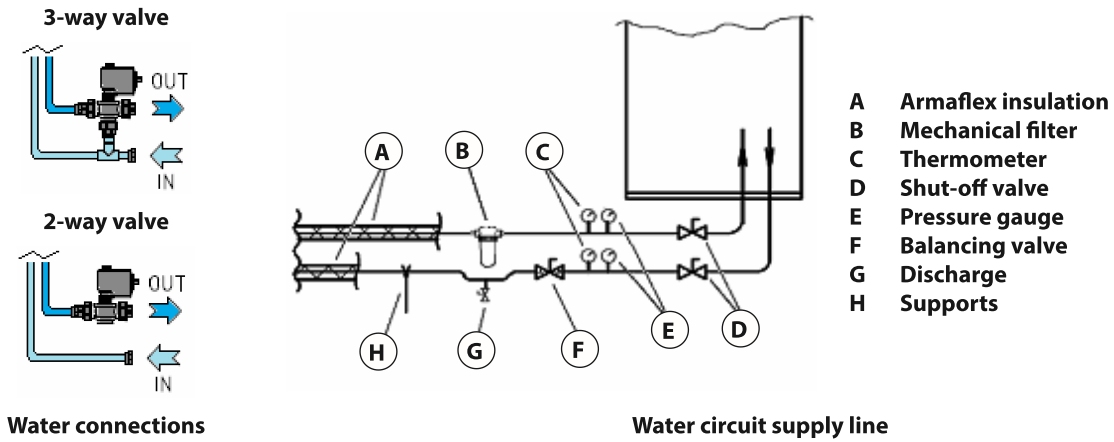 3-way valve
OUT
IN
2-way valve
OUT
IN
Water connections
A
B
C
H
G
F
E
D
Water circuit supply line
A Armaflex insulation
B Mechanical filter
C Thermometer
D Shut-off valve
E Pressure gauge
F Balancing valve
G Discharge
H Supports